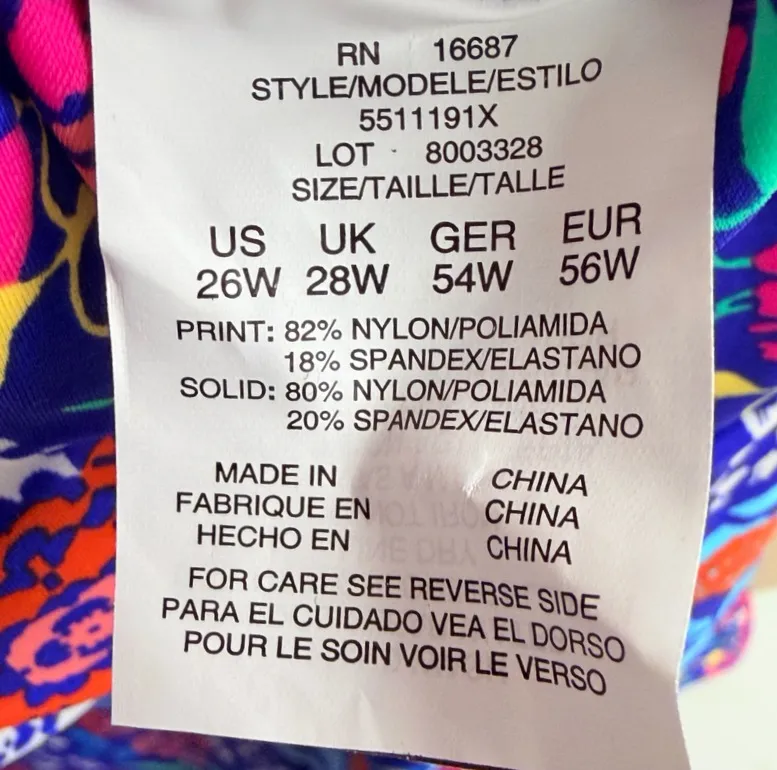 RN 16687
STYLE/MODELE/ESTILO
5511191X
LOT 8003328
SIZE/TAILLE/TALLE
US UK GER EUR
26W 28W 54W 56W
PRINT: 82% NYLON/POLIAMIDA
18% SPANDEX/ELASTANO
SOLID: 80% NYLON/POLIAMIDA
20% SPANDEX/ELASTANO
MADE IN CHINA
FABRIQUE EN CHINA
HECHO EN CHINA
FOR CARE SEE REVERSE SIDE
PARA EL CUIDADO VEA EL DORSO
POUR LE SOIN VOIR LE VERSO